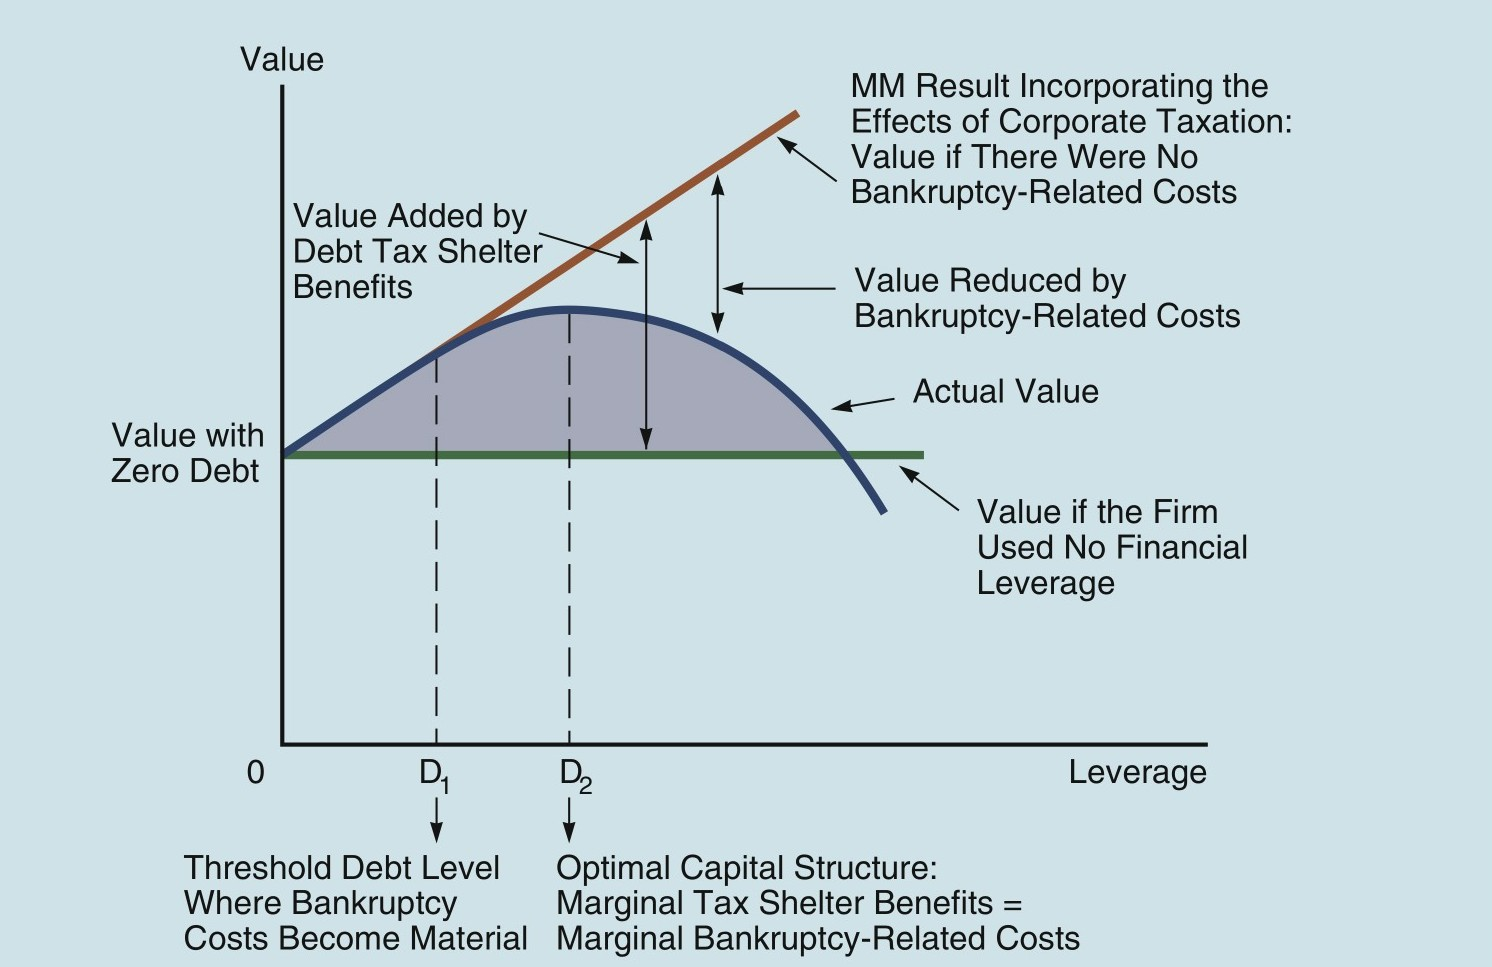 Value
MM Result Incorporating the
Effects of Corporate Taxation:
Value if There Were No
Bankruptcy-Related Costs
Value Added by
Debt Tax Shelter
Benefits
Value Reduced by
Bankruptcy-Related Costs
Actual Value
Value with
Zero Debt
Value if the Firm
Used No Financial
Leverage
0
D1
D2
Leverage
Threshold Debt Level
Where Bankruptcy
Costs Become Material
Optimal Capital Structure:
Marginal Tax Shelter Benefits =
Marginal Bankruptcy-Related Costs